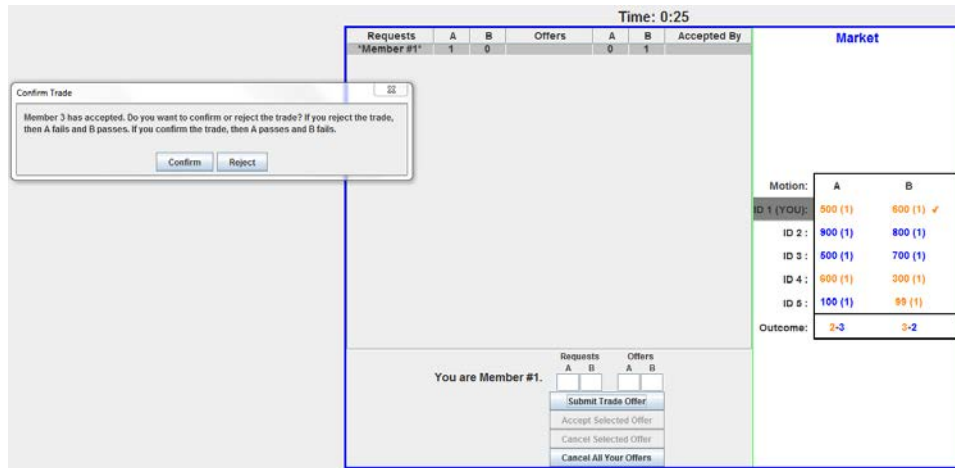 Time: 0:25
Requests A B Offers A B Accepted By
*Member #1* 1 0 0 1
Confirm Trade
Member 3 has accepted. Do you want to confirm or reject the trade? If you reject the trade,
then A fails and B passes. If you confirm the trade, then A passes and B fails.
Confirm Reject
Market
Motion: A B
ID 1 (YOU): 500 (1) 600 (1) ✓
ID 2 : 900 (1) 800 (1)
ID 3 : 500 (1) 700 (1)
ID 4 : 600 (1) 300 (1)
ID 5 : 100 (1) 99 (1)
Outcome: 2-3 3-2
Requests Offers
A B A B
You are Member #1.
Submit Trade Offer
Accept Selected Offer
Cancel Selected Offer
Cancel All Your Offers